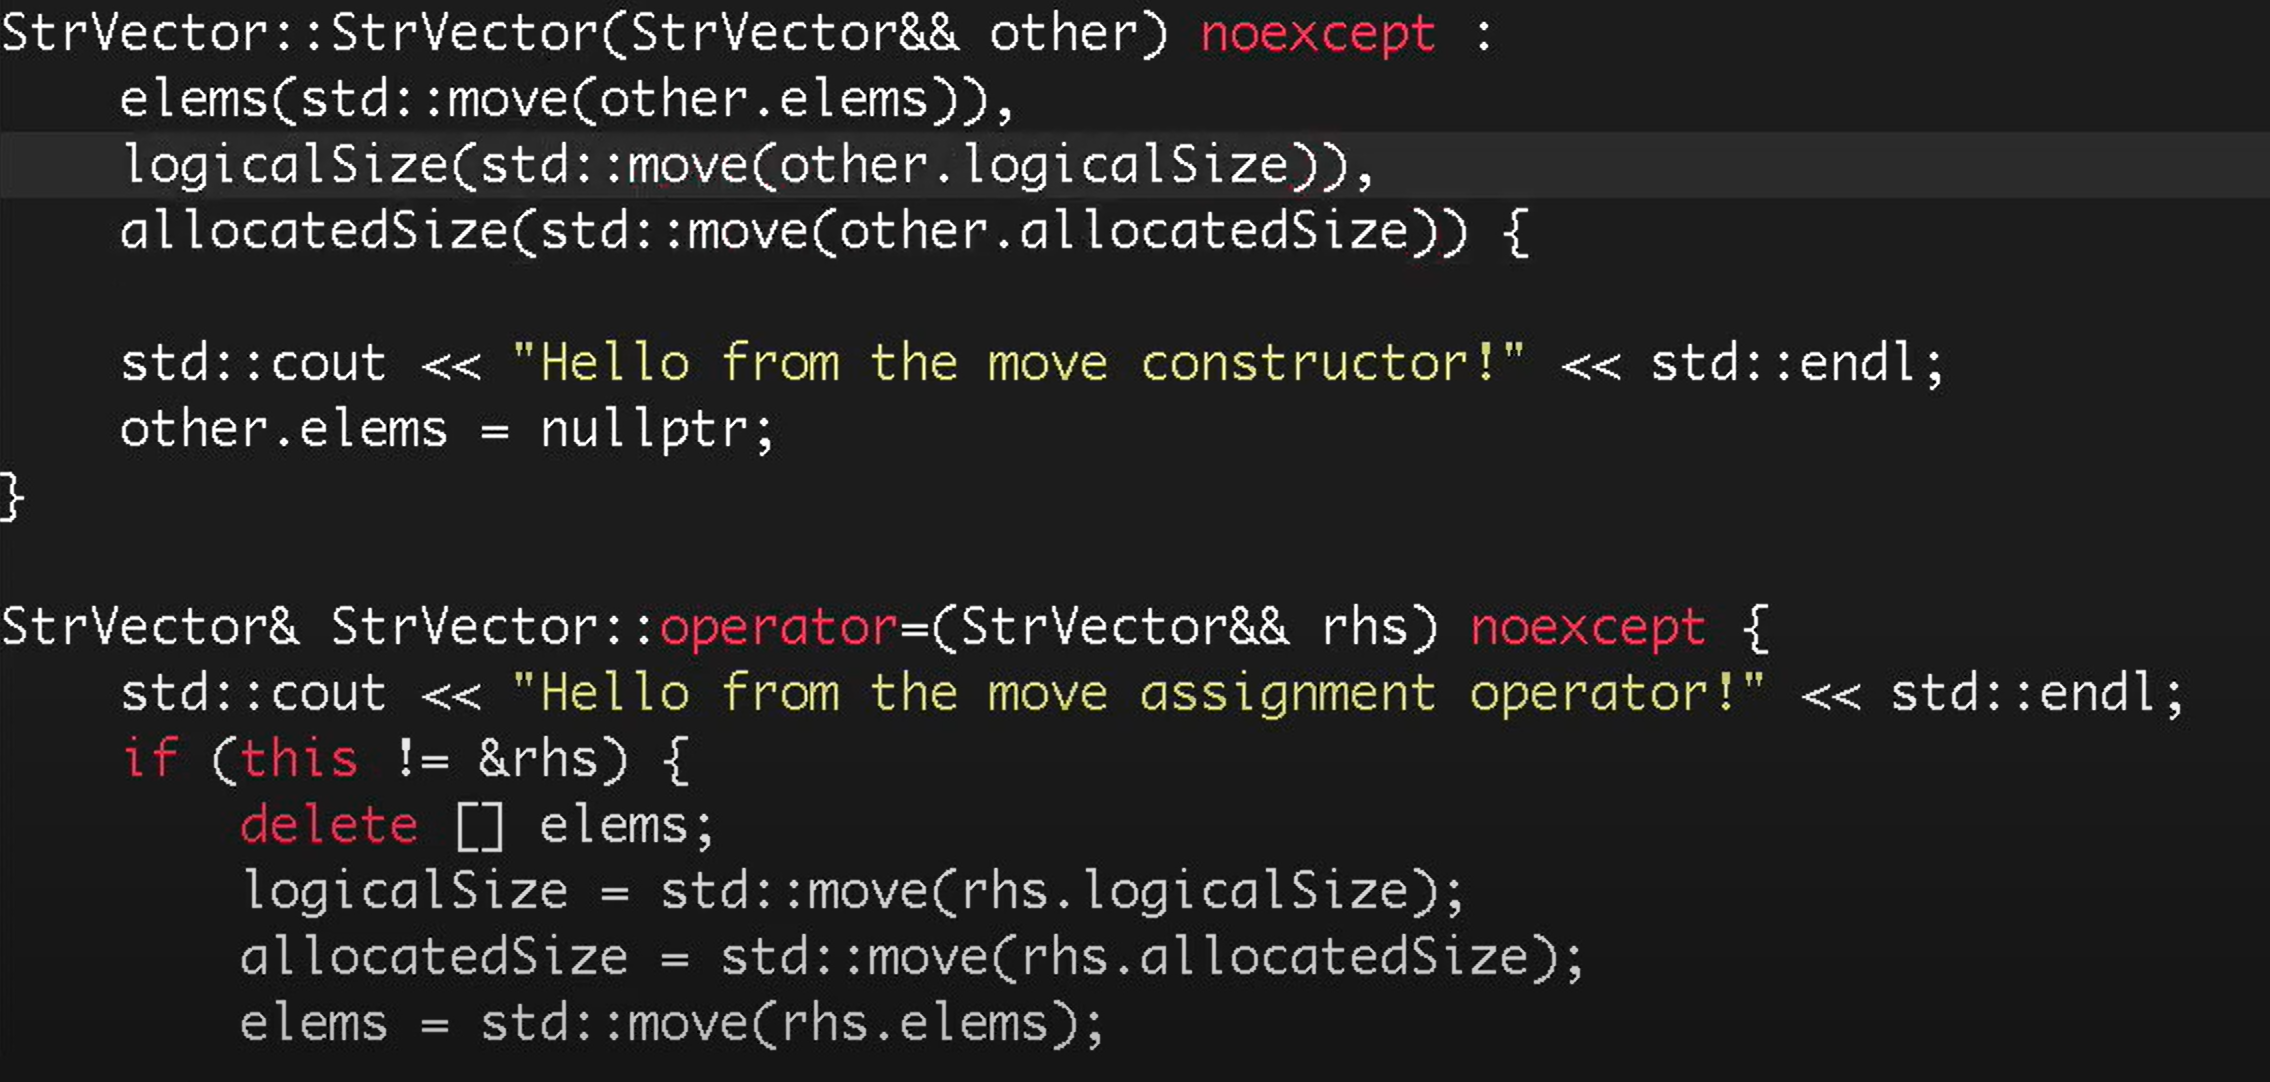 StrVector::StrVector(StrVector&& other) noexcept :
    elems(std::move(other.elems)),
    logicalSize(std::move(other.logicalSize)),
    allocatedSize(std::move(other.allocatedSize)) {
    std::cout << "Hello from the move constructor!" << std::endl;
    other.elems = nullptr;
}
StrVector& StrVector::operator=(StrVector&& rhs) noexcept {
    std::cout << "Hello from the move assignment operator!" << std::endl;
    if (this != &rhs) {
        delete [] elems;
        logicalSize = std::move(rhs.logicalSize);
        allocatedSize = std::move(rhs.allocatedSize);
        elems = std::move(rhs.elems);